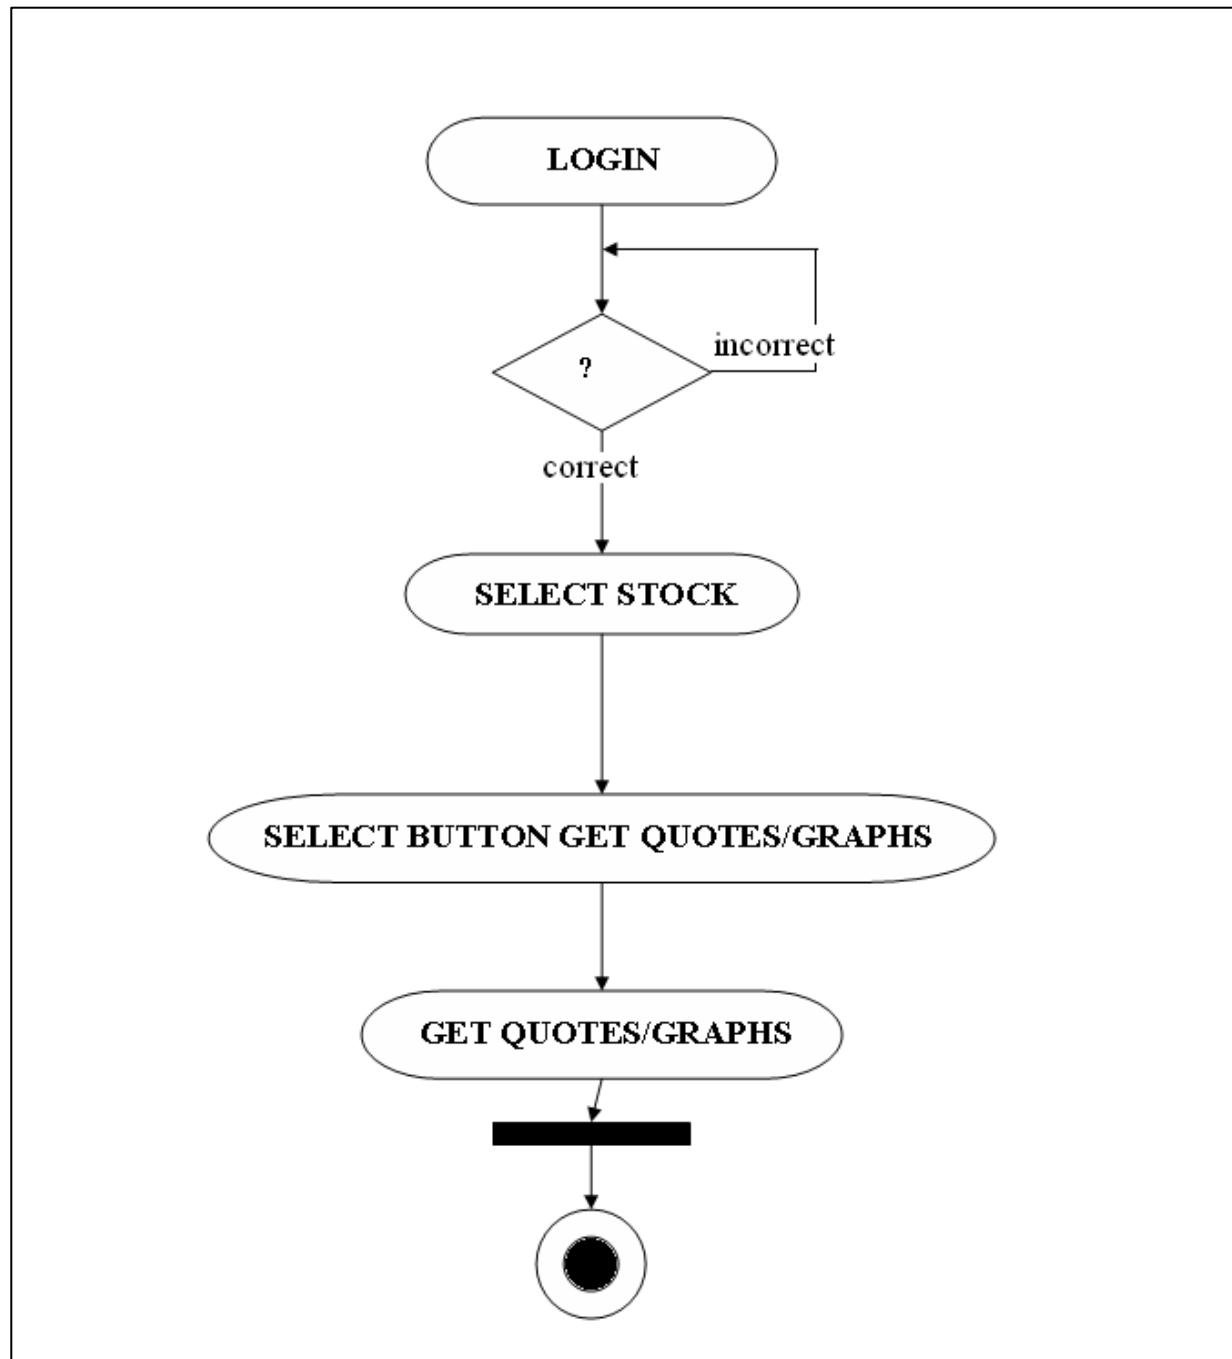 LOGIN
?
incorrect
correct
SELECT STOCK
SELECT BUTTON GET QUOTES/GRAPHS
GET QUOTES/GRAPHS